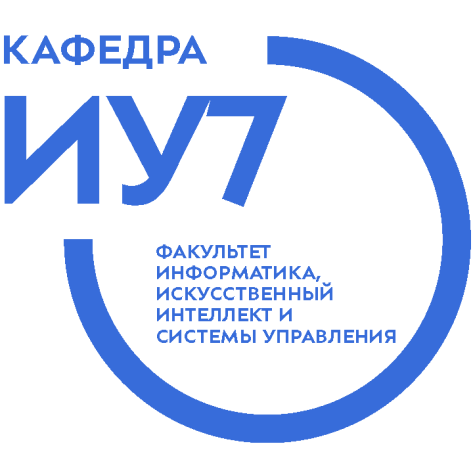 КАФЕДРА
ИУ7
ФАКУЛЬТЕТ
ИНФОРМАТИКА,
ИСКУССТВЕННЫЙ
ИНТЕЛЛЕКТ И
СИСТЕМЫ УПРАВЛЕНИЯ